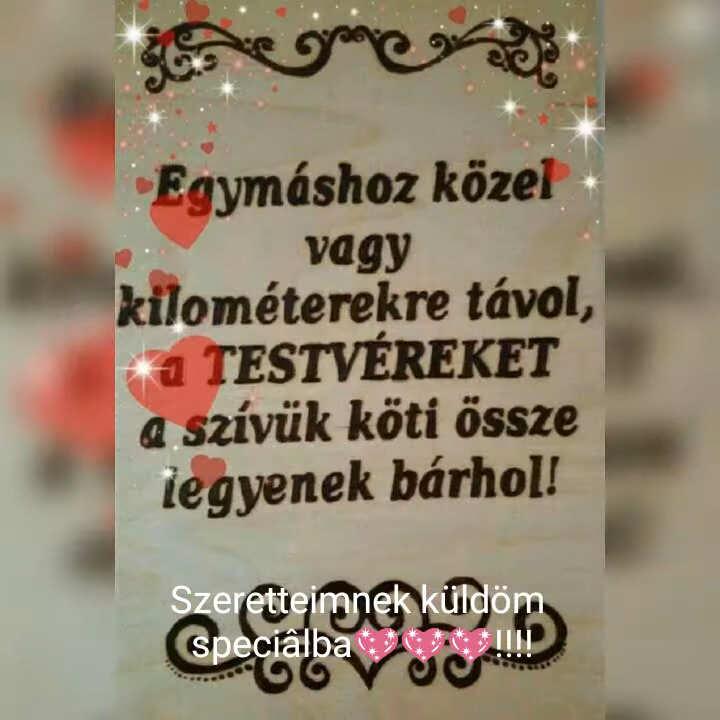 Egymáshoz közel
vagy
kilométerekre távol,
a TESTVÉREKET
a szívük köti össze
legyenek bárhol!
Szeretteimnek küldöm
speciâlba💖💖💖!!!!